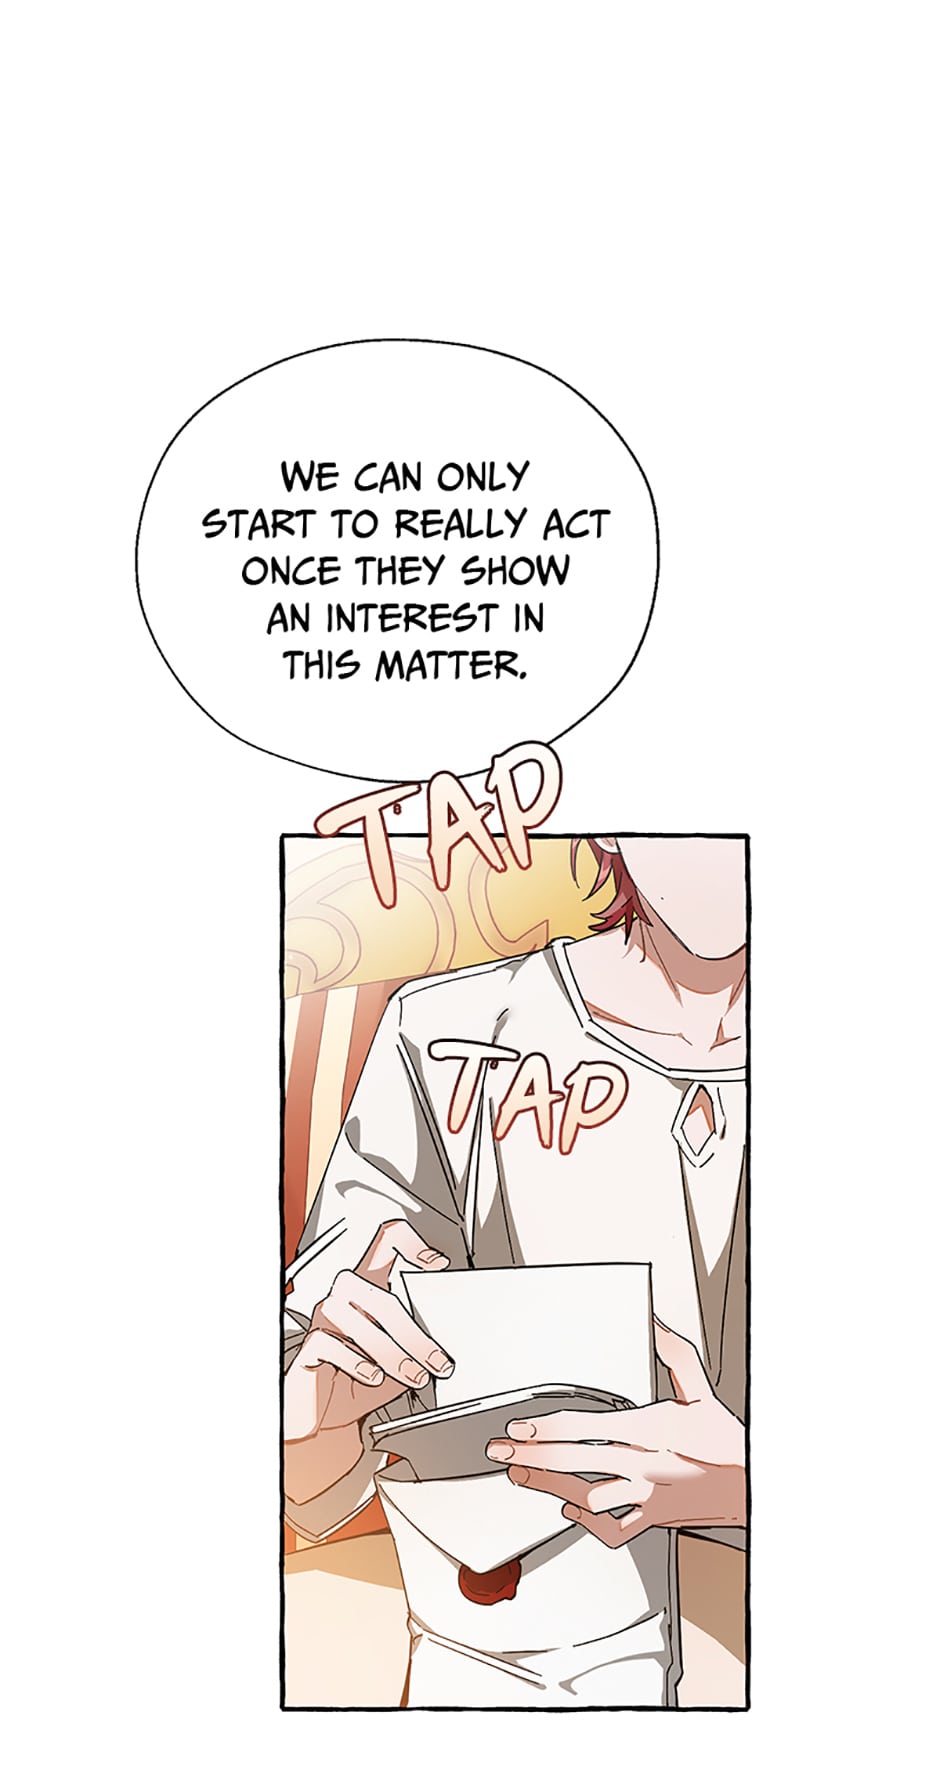 WE CAN ONLY
START TO REALLY ACT
ONCE THEY SHOW
AN INTEREST IN
THIS MATTER.
TAP
TAP